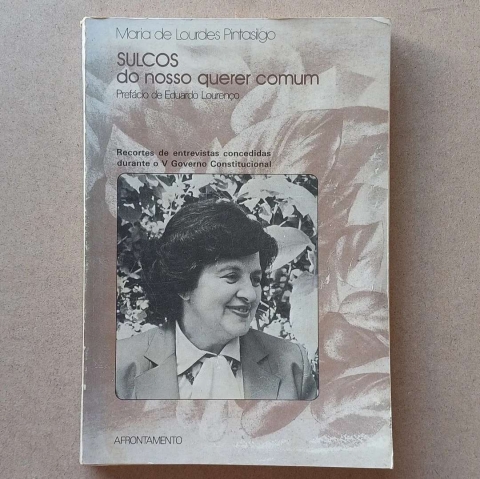 Maria de Lourdes Pintasilgo
SULCOS
do nosso querer comum
Prefácio de Eduardo Lourenço
Recortes de entrevistas concedidas
durante o V Governo Constitucional
AFRONTAMENTO